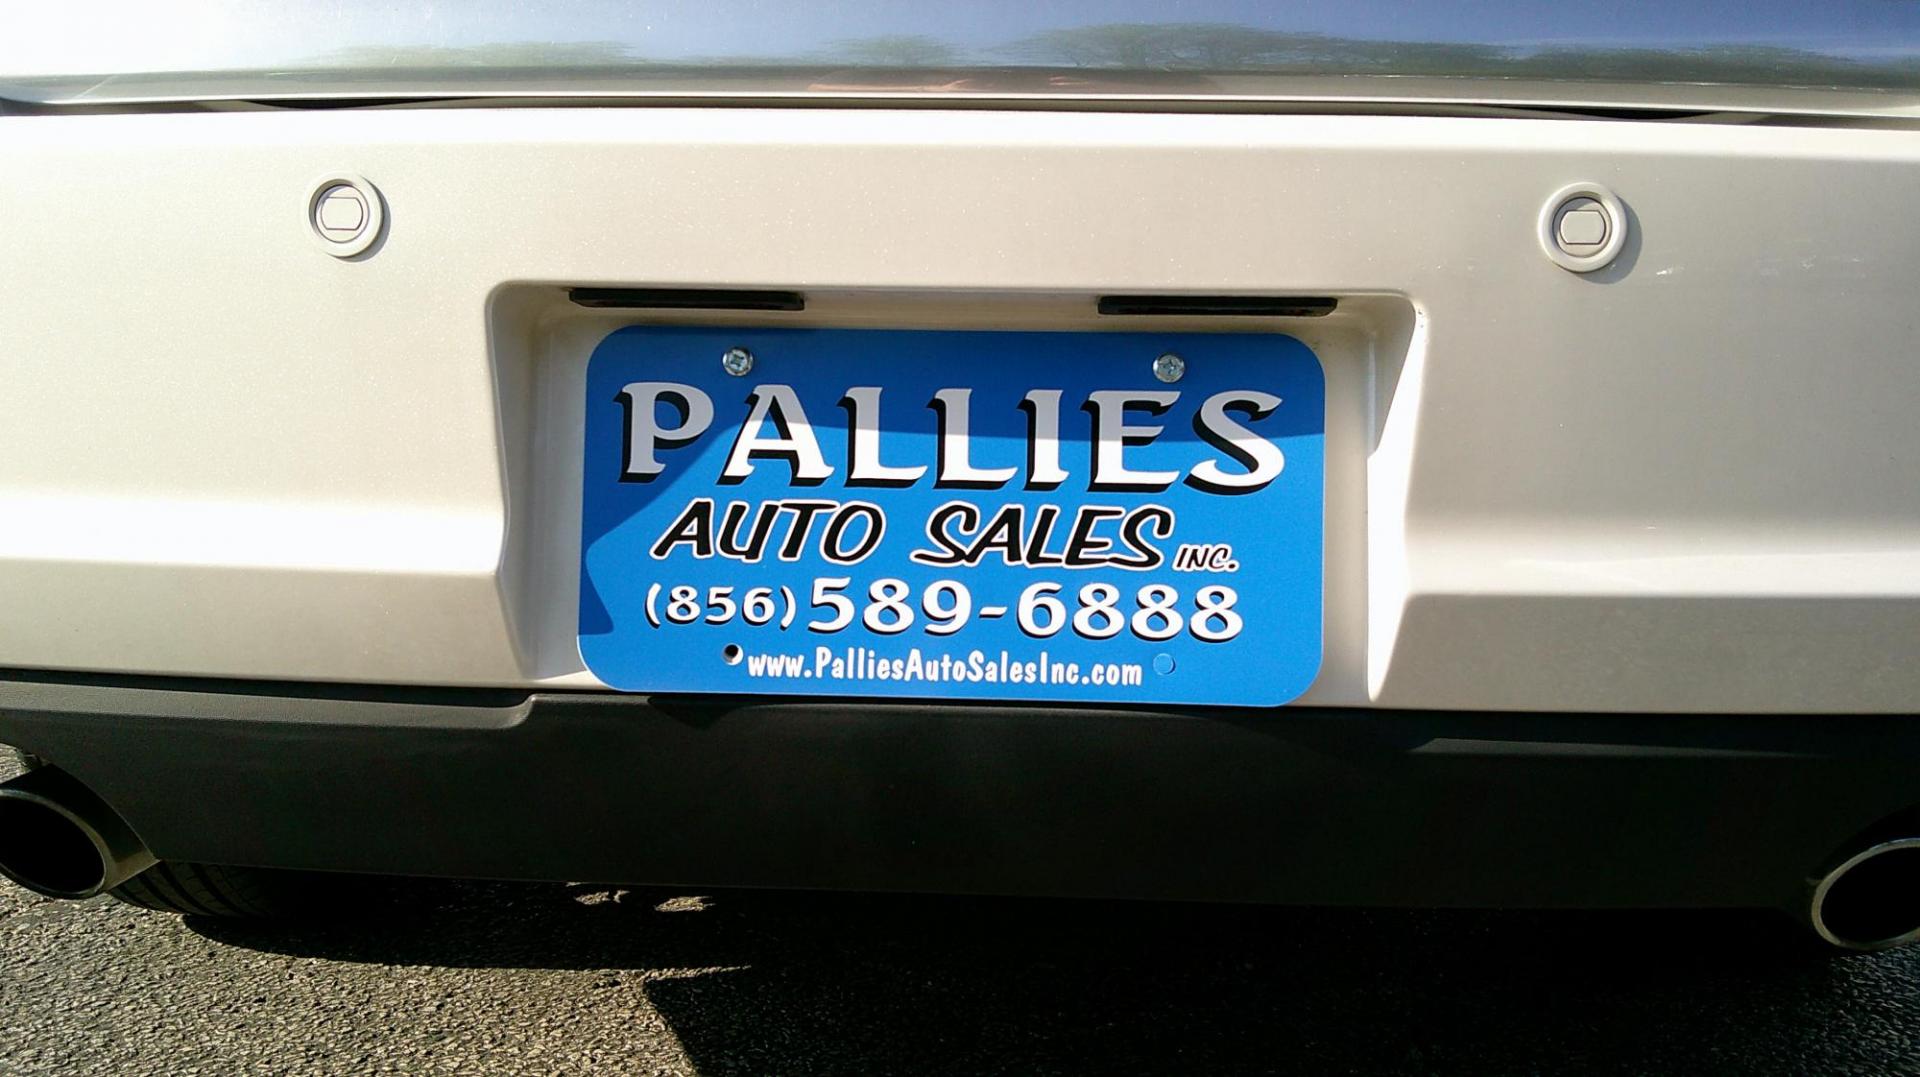 PALLIES
AUTO SALES INC.
(856) 589-6888
www.PalliesAutoSalesInc.com